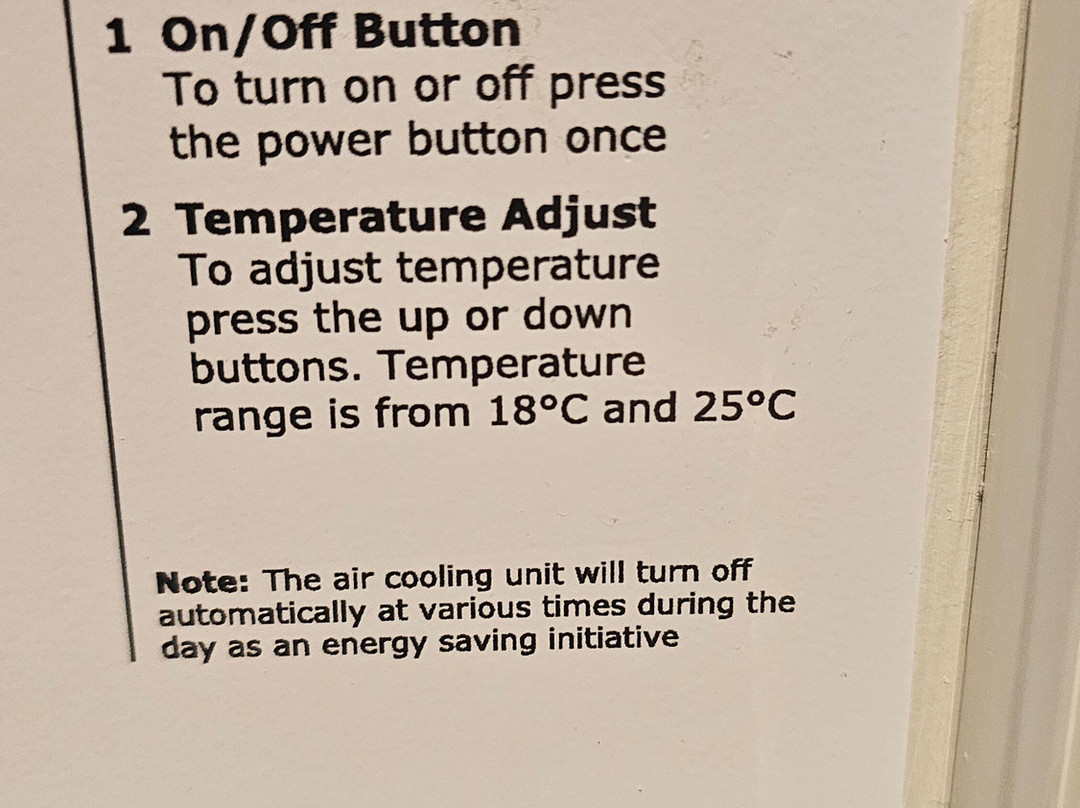 1 On/Off Button
To turn on or off press
the power button once
2 Temperature Adjust
To adjust temperature
press the up or down
buttons. Temperature
range is from 18°C and 25°C
Note: The air cooling unit will turn off
automatically at various times during the
day as an energy saving initiative